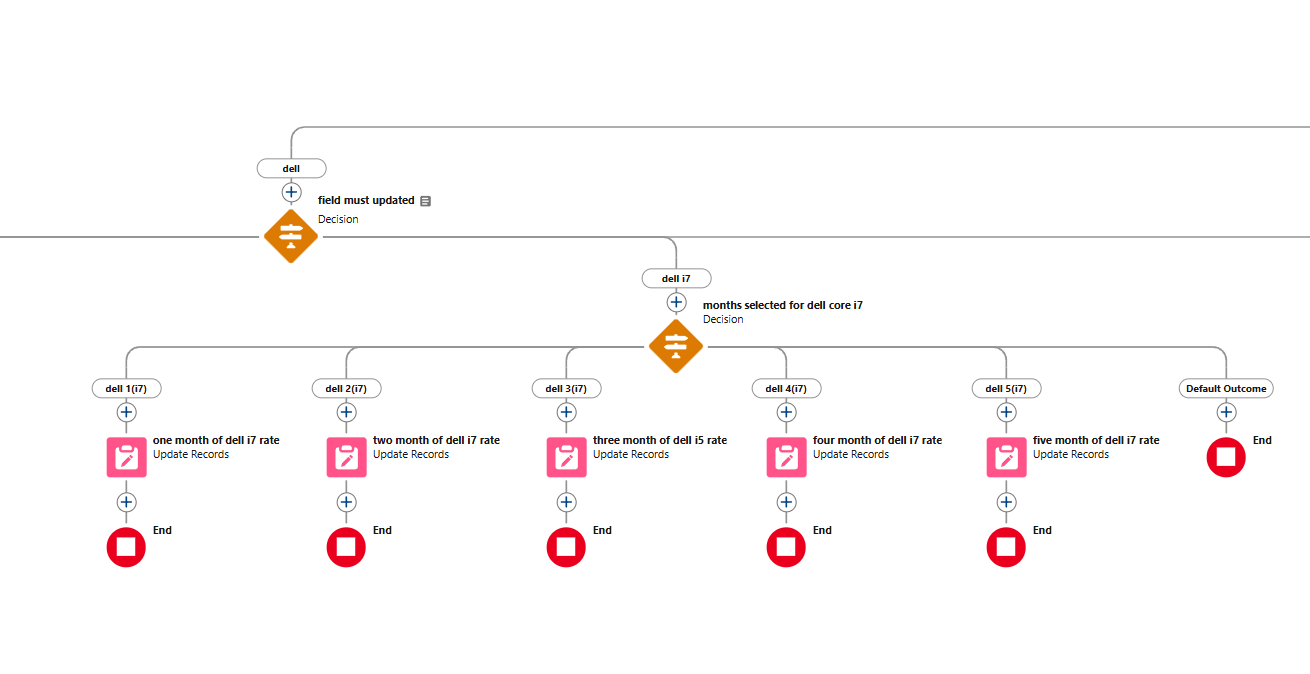 dell
field must updated
Decision
dell i7
months selected for dell core i7
Decision
dell 1(i7)
dell 2(i7)
dell 3(i7)
dell 4(i7)
dell 5(i7)
Default Outcome
one month of dell i7 rate
Update Records
two month of dell i7 rate
Update Records
three month of dell i5 rate
Update Records
four month of dell i7 rate
Update Records
five month of dell i7 rate
Update Records
End
End
End
End
End
End